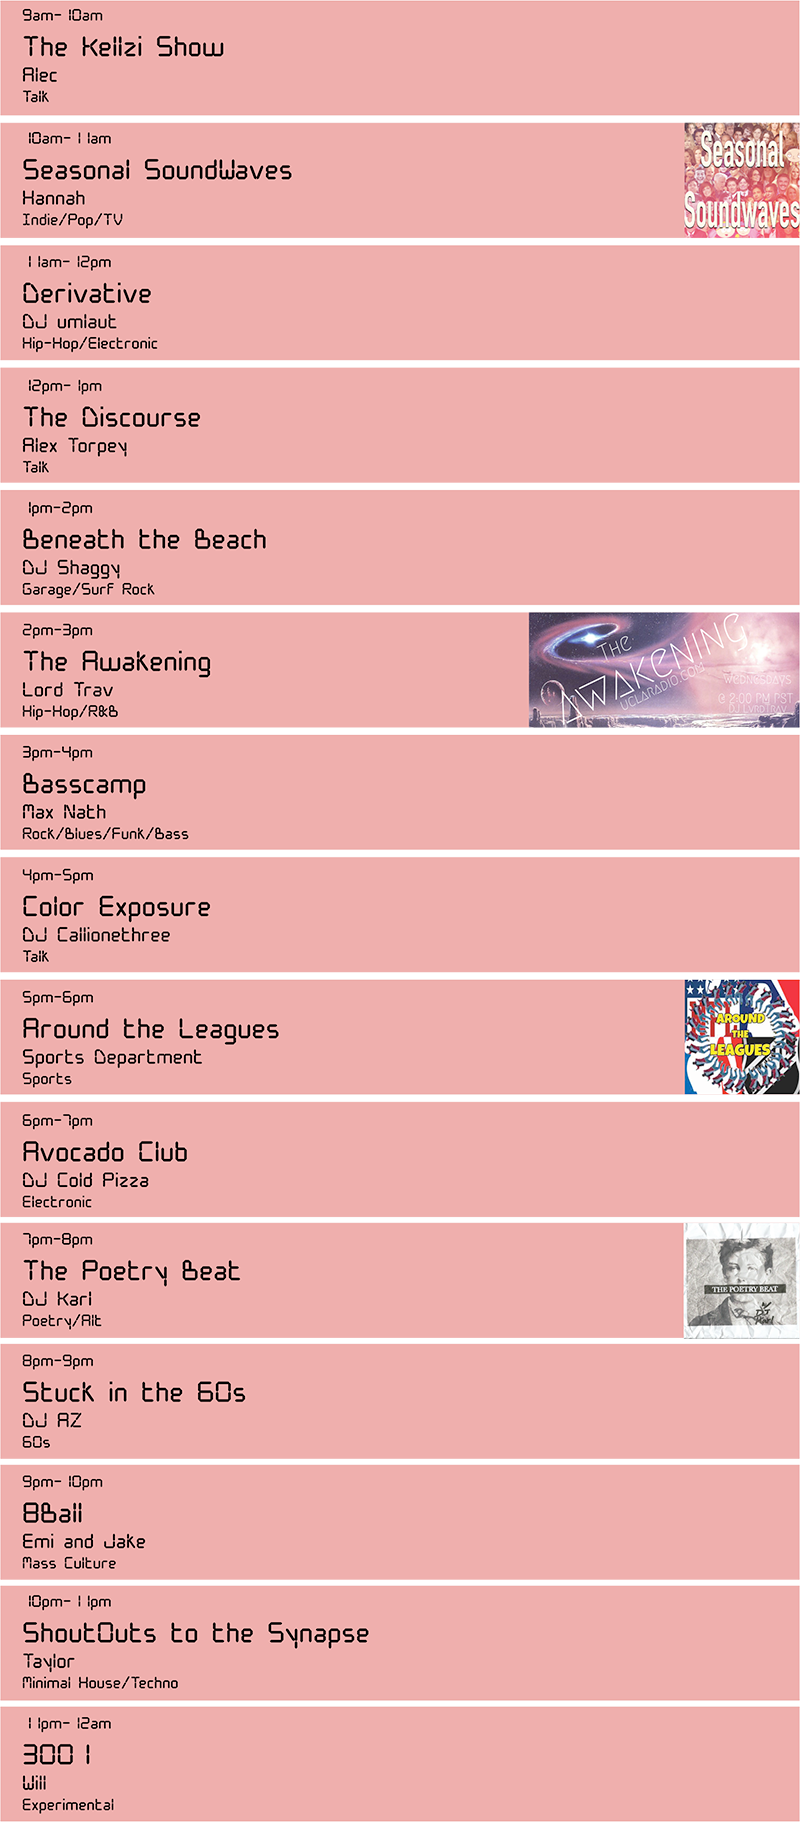 9am-10am
The Kellzi Show
Alec
Talk
10am-11am
Seasonal SoundWaves
Hannah
Indie/Pop/TV
Seasonal
Soundwaves
11am-12pm
Derivative
DJ umlaut
Hip-Hop/Electronic
12pm-1pm
The Discourse
Alex Torpey
Talk
1pm-2pm
Beneath the Beach
DJ Shaggy
Garage/Surf Rock
2pm-3pm
The Awakening
Lord Trav
Hip-Hop/R&B
THE
AWAKENING
UCLARADIO.COM
WEDNESDAYS
@ 2:00 PM PST
DJ LVRDTRAV
3pm-4pm
Basscamp
Max Nath
Rock/Blues/Funk/Bass
4pm-5pm
Color Exposure
DJ Callionethree
Talk
5pm-6pm
Around the Leagues
Sports Department
Sports
AROUND
THE
LEAGUES
6pm-7pm
Avocado Club
DJ Cold Pizza
Electronic
7pm-8pm
The Poetry Beat
DJ Karl
Poetry/Alt
THE POETRY BEAT
w/
DJ
Karl
8pm-9pm
Stuck in the 60s
DJ AZ
60s
9pm-10pm
8Ball
Emi and Jake
Mass Culture
10pm-11pm
ShoutOuts to the Synapse
Taylor
Minimal House/Techno
11pm-12am
3001
Will
Experimental